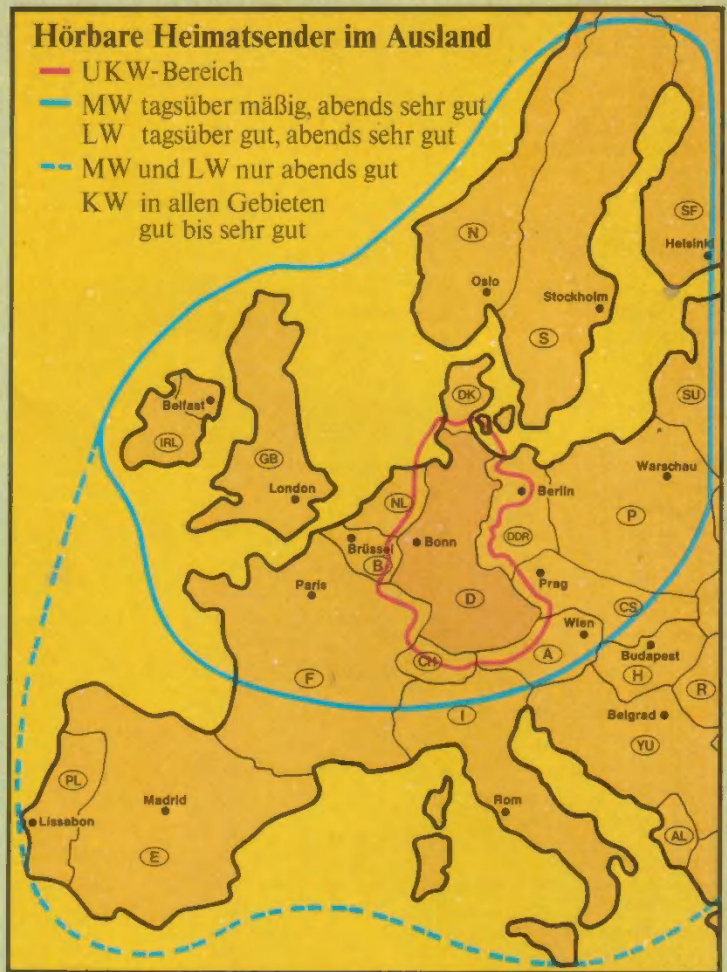 Hörbare Heimatsender im Ausland
UKW-Bereich
MW tagsüber mäßig, abends sehr gut
LW tagsüber gut, abends sehr gut
MW und LW nur abends gut
KW in allen Gebieten
gut bis sehr gut
N
SF
Helsinki
Oslo
Stockholm
S
DK
SU
Belfast
IRL
GB
London
NL
Berlin
Warschau
P
DDR
Brüssel
B
Bonn
Prag
Paris
D
CS
Wien
A
Budapest
H
CH
F
R
I
Belgrad
YU
PL
Madrid
Rom
Lissabon
AL
E